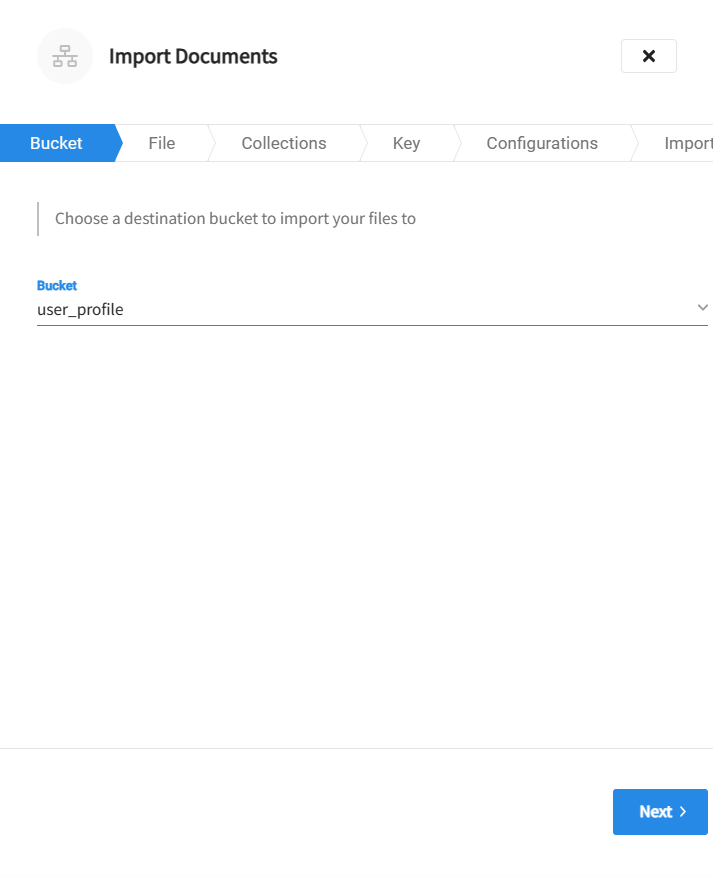 Import Documents
Bucket
File
Collections
Key
Configurations
Import
Choose a destination bucket to import your files to
Bucket
user_profile
Next